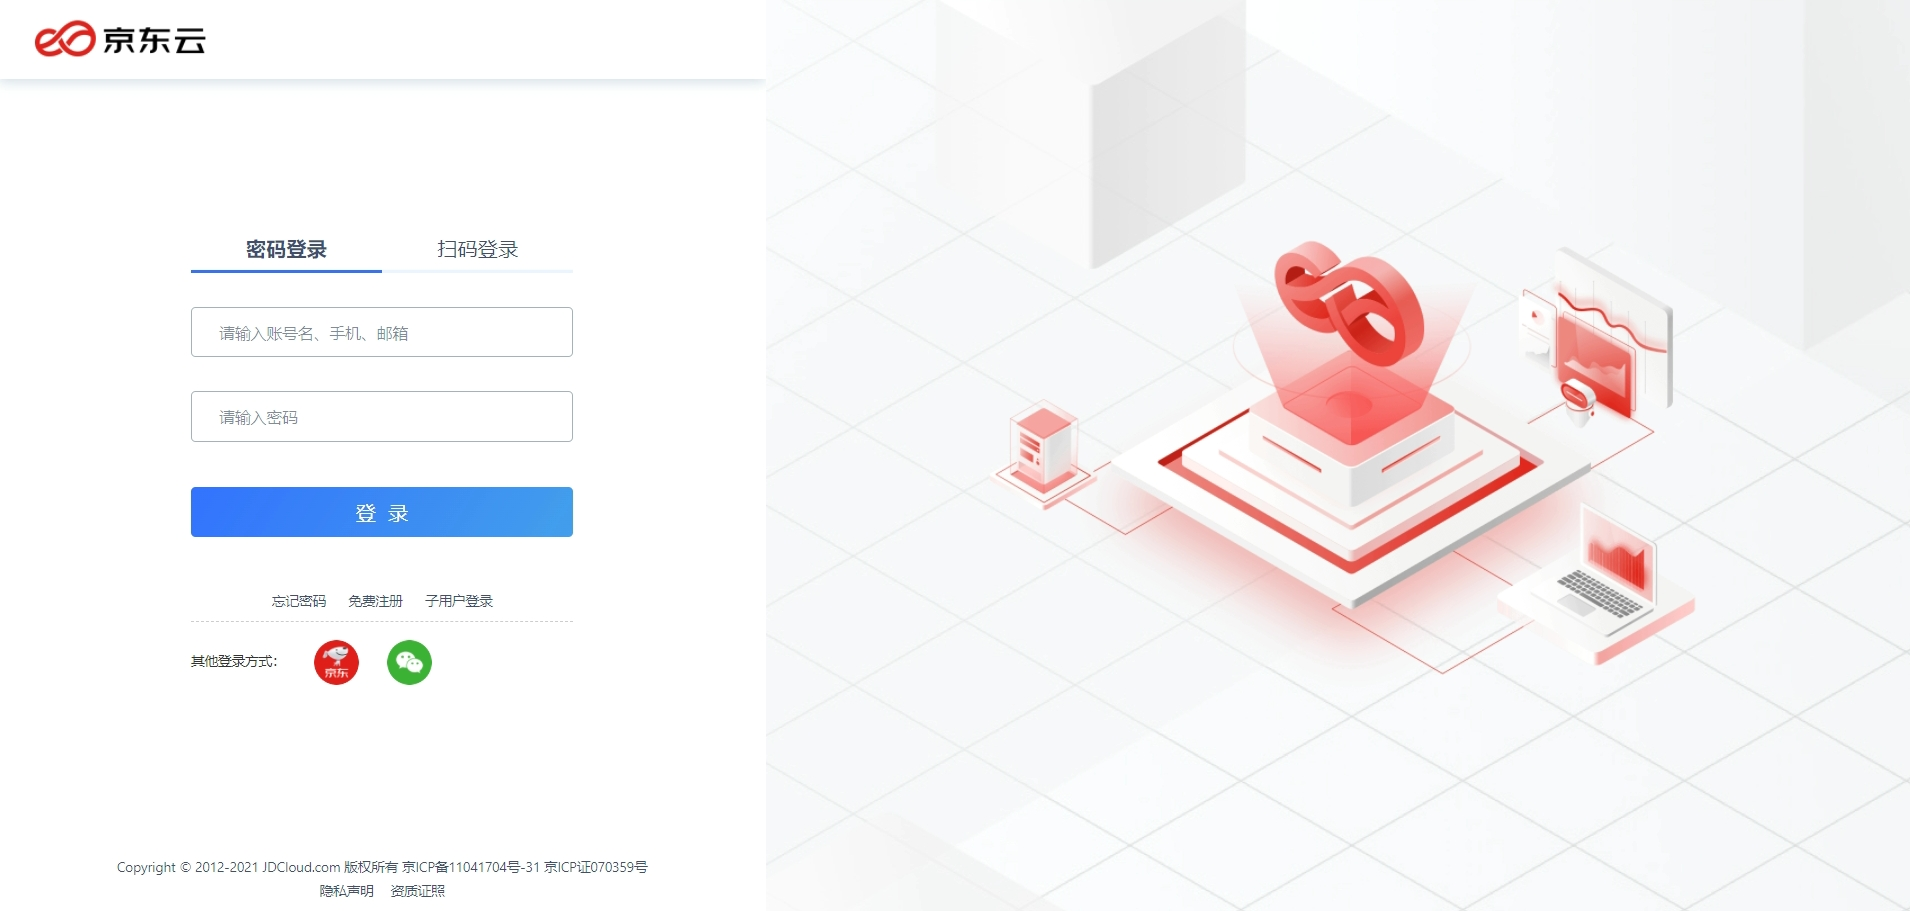 京东云
密码登录 扫码登录
请输入账号名、手机、邮箱
请输入密码
登 录
忘记密码 免费注册 子用户登录
其他登录方式：
京东
Copyright © 2012-2021 JDCloud.com 版权所有 京ICP备11041704号-31 京ICP证070359号
隐私声明 资质证照